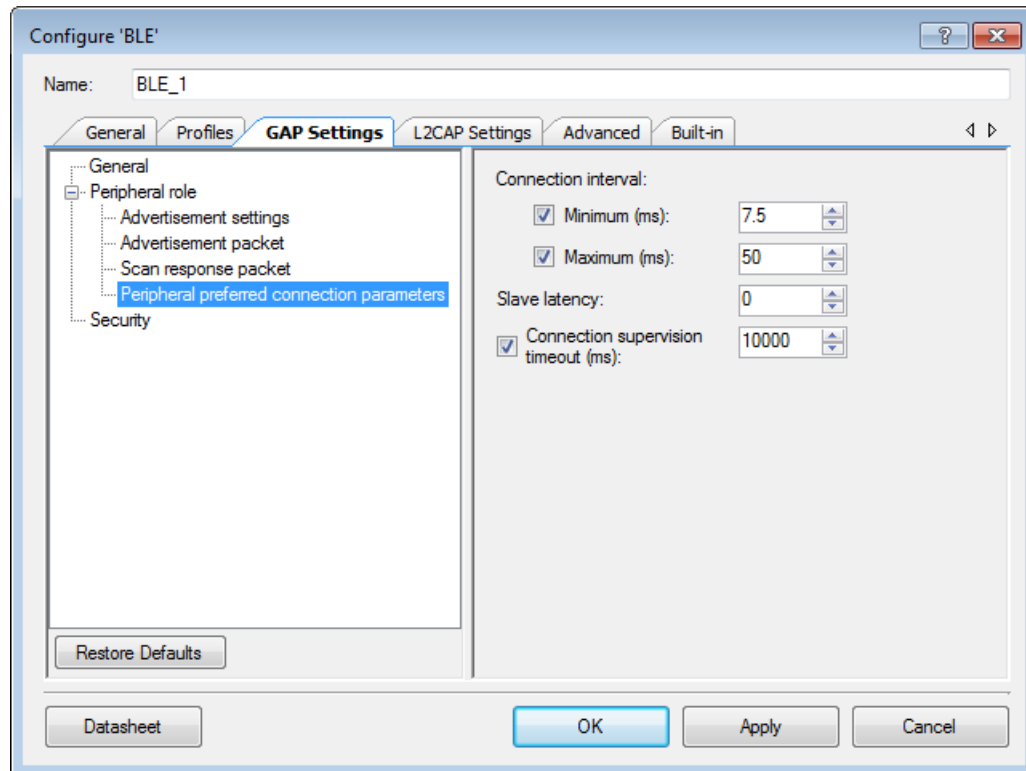 Configure 'BLE'
Name: BLE_1
General Profiles GAP Settings L2CAP Settings Advanced Built-in
General
Peripheral role
Advertisement settings
Advertisement packet
Scan response packet
Peripheral preferred connection parameters
Security
Restore Defaults
Connection interval:
Minimum (ms): 7.5
Maximum (ms): 50
Slave latency: 0
Connection supervision
timeout (ms): 10000
Datasheet OK Apply Cancel